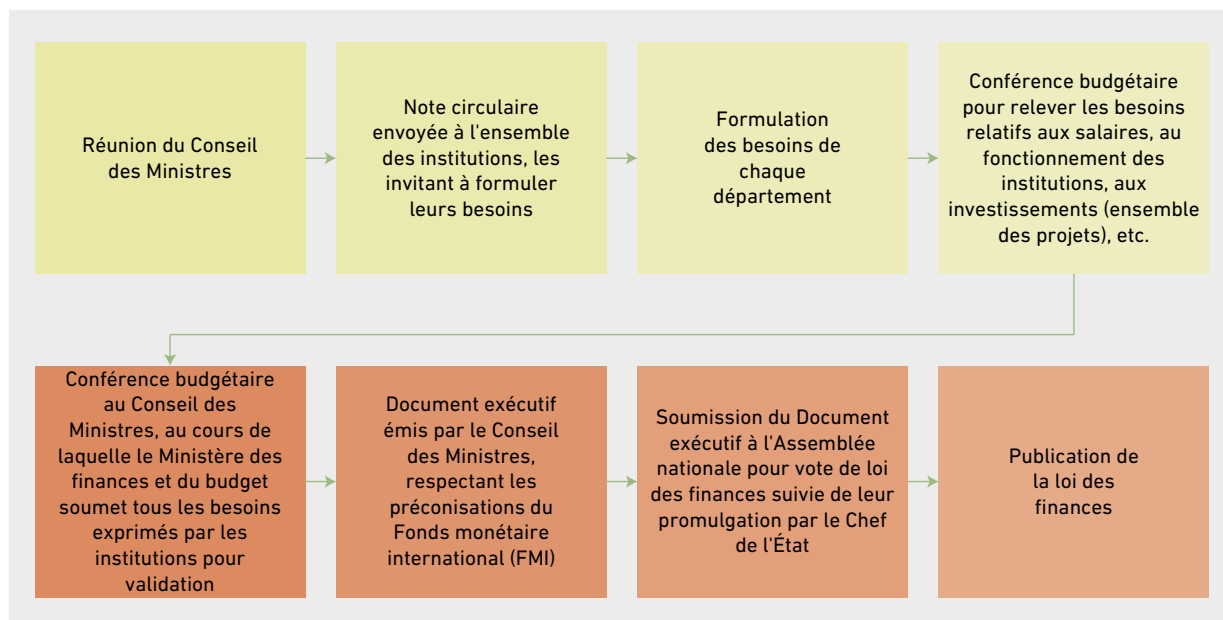 Réunion du Conseil
des Ministres
Note circulaire
envoyée à l'ensemble
des institutions, les
invitant à formuler
leurs besoins
Formulation
des besoins de
chaque
département
Conférence budgétaire
pour relever les besoins
relatifs aux salaires, au
fonctionnement des
institutions, aux
investissements (ensemble
des projets), etc.
Conférence budgétaire
au Conseil des
Ministres, au cours de
laquelle le Ministère des
finances et du budget
soumet tous les besoins
exprimés par les
institutions pour
validation
Document exécutif
émis par le Conseil
des Ministres,
respectant les
préconisations du
Fonds monétaire
international (FMI)
Soumission du Document
exécutif à l'Assemblée
nationale pour vote de loi
des finances suivie de leur
promulgation par le Chef
de l'État
Publication de
la loi des
finances